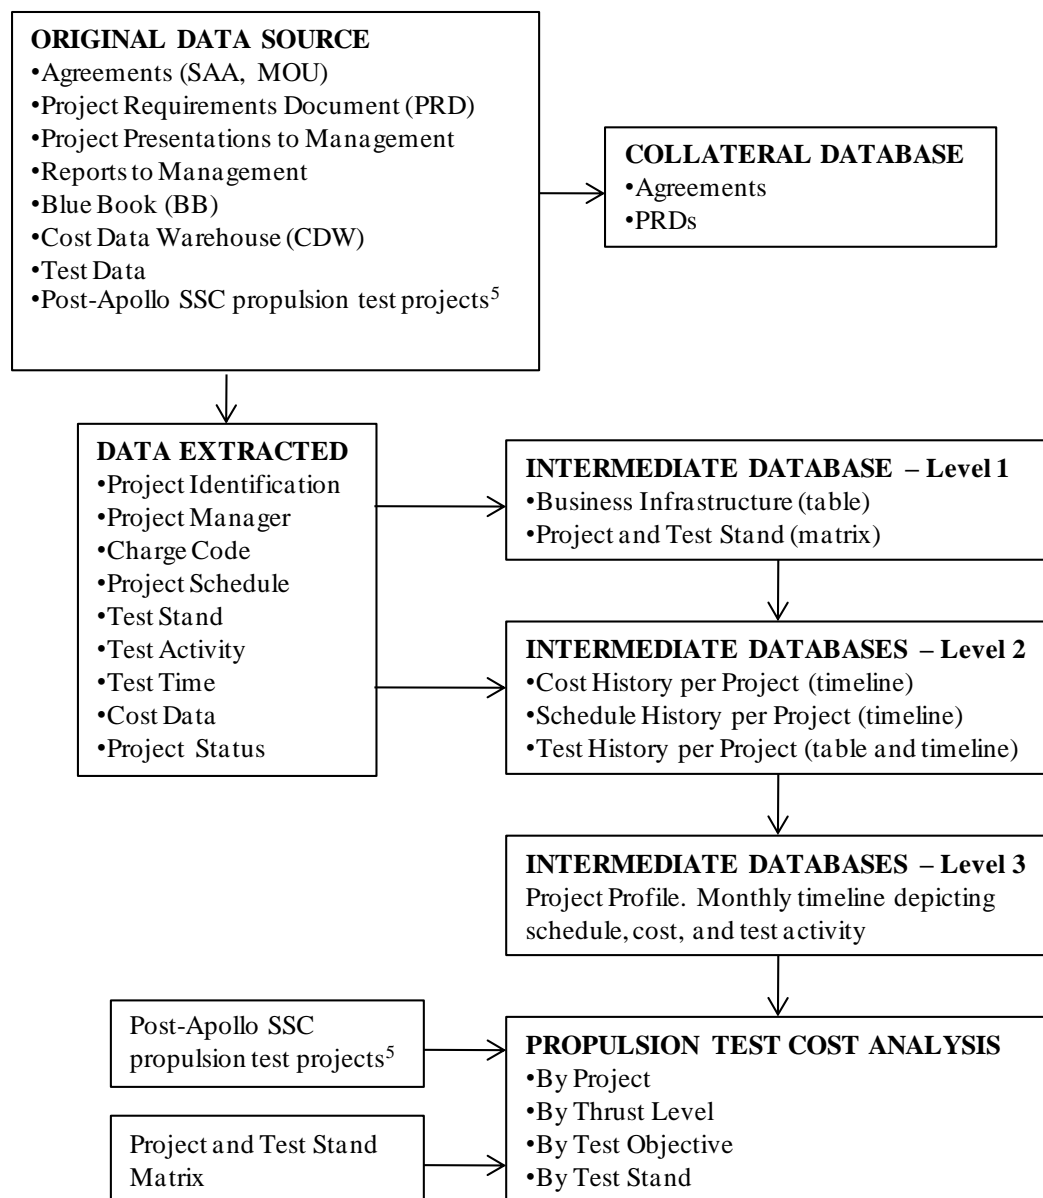 ORIGINAL DATA SOURCE
•Agreements (SAA, MOU)
•Project Requirements Document (PRD)
•Project Presentations to Management
•Reports to Management
•Blue Book (BB)
•Cost Data Warehouse (CDW)
•Test Data
•Post-Apollo SSC propulsion test projects⁵
COLLATERAL DATABASE
•Agreements
•PRDs
DATA EXTRACTED
•Project Identification
•Project Manager
•Charge Code
•Project Schedule
•Test Stand
•Test Activity
•Test Time
•Cost Data
•Project Status
INTERMEDIATE DATABASE – Level 1
•Business Infrastructure (table)
•Project and Test Stand (matrix)
INTERMEDIATE DATABASES – Level 2
•Cost History per Project (timeline)
•Schedule History per Project (timeline)
•Test History per Project (table and timeline)
INTERMEDIATE DATABASES – Level 3
Project Profile. Monthly timeline depicting
schedule, cost, and test activity
Post-Apollo SSC
propulsion test projects⁵
Project and Test Stand
Matrix
PROPULSION TEST COST ANALYSIS
•By Project
•By Thrust Level
•By Test Objective
•By Test Stand